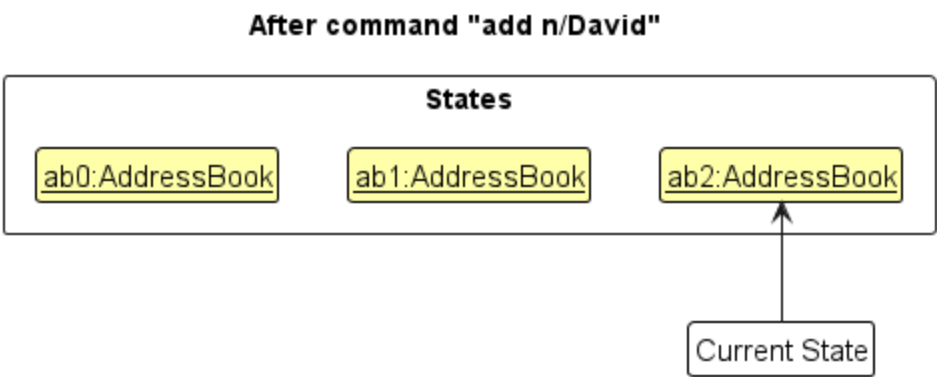 After command "add n/David"
States
ab0:AddressBook
ab1:AddressBook
ab2:AddressBook
Current State